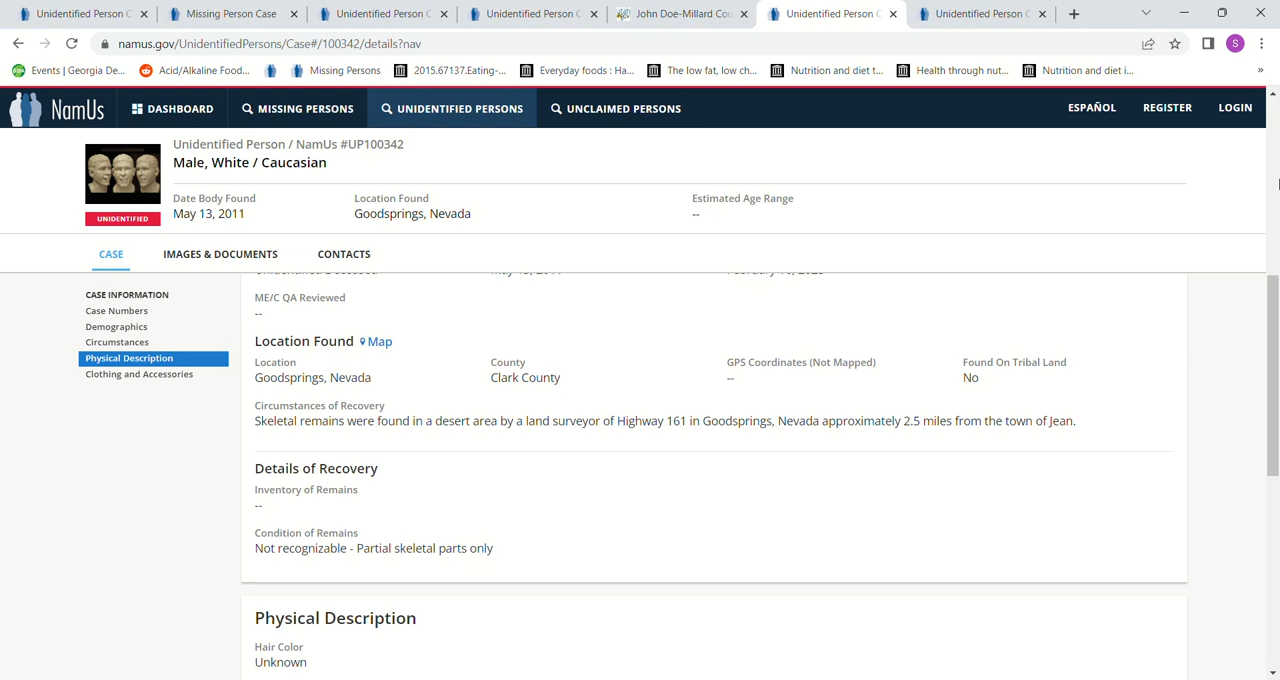 Unidentified Person C
Missing Person Case
Unidentified Person C
Unidentified Person C
John Doe-Millard Cou
Unidentified Person C
Unidentified Person C
namus.gov/UnidentifiedPersons/Case#/100342/details?nav
S
Events | Georgia De...
Acid/Alkaline Food...
Missing Persons
2015.67137.Eating-...
Everyday foods : Ha...
The low fat, low ch...
Nutrition and diet t...
Health through nut...
Nutrition and diet i...
»
NamUs
DASHBOARD
MISSING PERSONS
UNIDENTIFIED PERSONS
UNCLAIMED PERSONS
ESPAÑOL
REGISTER
LOGIN
Unidentified Person / NamUs #UP100342
Male, White / Caucasian
UNIDENTIFIED
Date Body Found
May 13, 2011
Location Found
Goodsprings, Nevada
Estimated Age Range
--
CASE
IMAGES & DOCUMENTS
CONTACTS
CASE INFORMATION
Case Numbers
Demographics
Circumstances
Physical Description
Clothing and Accessories
ME/C QA Reviewed
--
Location Found Map
Location
Goodsprings, Nevada
County
Clark County
GPS Coordinates (Not Mapped)
--
Found On Tribal Land
No
Circumstances of Recovery
Skeletal remains were found in a desert area by a land surveyor of Highway 161 in Goodsprings, Nevada approximately 2.5 miles from the town of Jean.
Details of Recovery
Inventory of Remains
--
Condition of Remains
Not recognizable - Partial skeletal parts only
Physical Description
Hair Color
Unknown